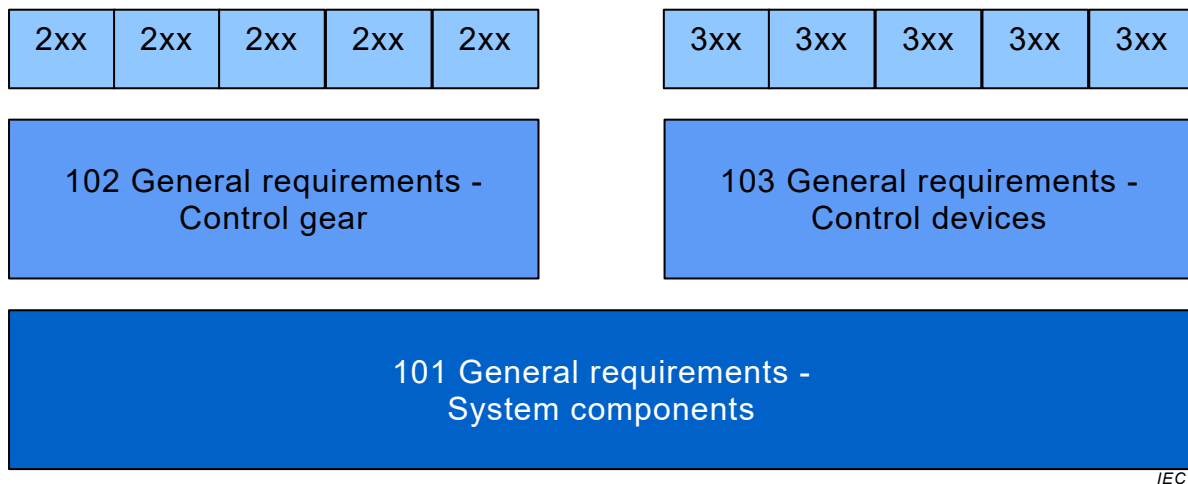 2xx 2xx 2xx 2xx 2xx 3xx 3xx 3xx 3xx 3xx
102 General requirements -
Control gear
103 General requirements -
Control devices
101 General requirements -
System components
IEC